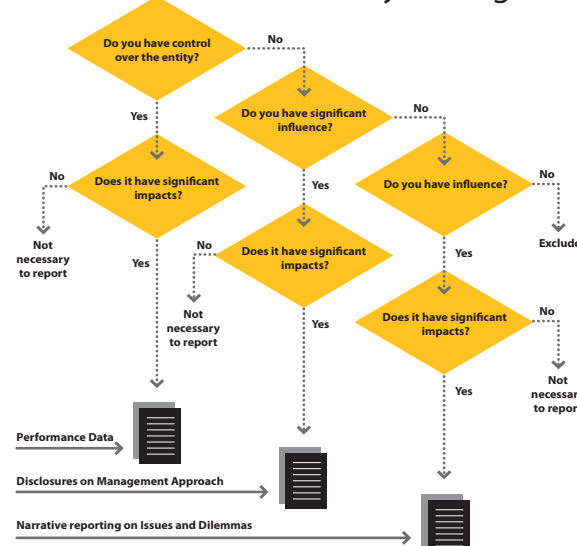 Do you have control
over the entity?
No
Do you have significant
influence?
No
Yes
No
Does it have significant
impacts?
Yes
Do you have influence?
No
Not
necessary
to report
Yes
No
Does it have significant
impacts?
Yes
Exclude
Not
necessary
to report
Yes
Does it have significant
impacts?
No
Yes
Not
to report
Performance Data
Disclosures on Management Approach
Narrative reporting on Issues and Dilemmas